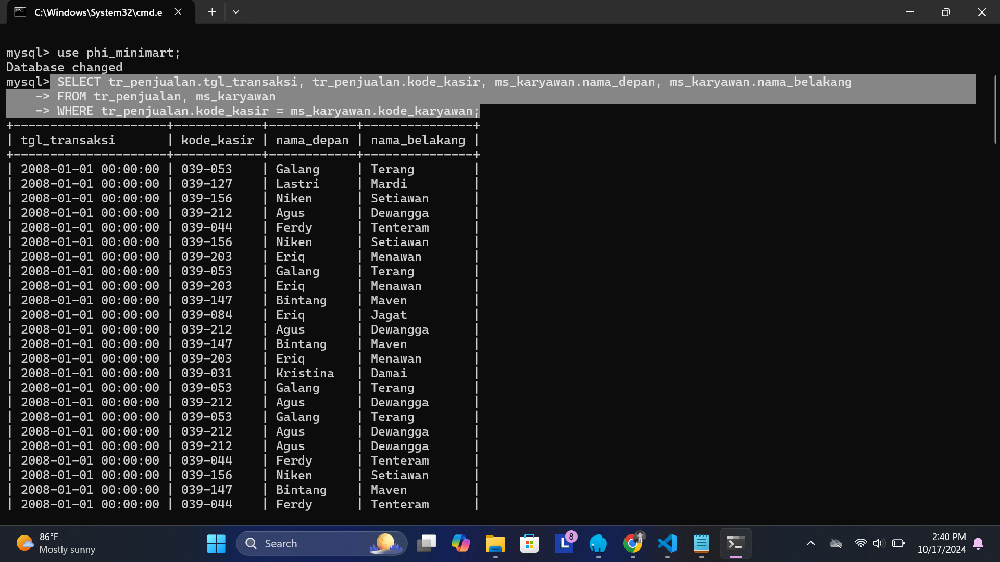 C:\Windows\System32\cmd.e
mysql> use phi_minimart;
Database changed
mysql> SELECT tr_penjualan.tgl_transaksi, tr_penjualan.kode_kasir, ms_karyawan.nama_depan, ms_karyawan.nama_belakang
    -> FROM tr_penjualan, ms_karyawan
    -> WHERE tr_penjualan.kode_kasir = ms_karyawan.kode_karyawan;
+---------------------+------------+------------+---------------+
| tgl_transaksi       | kode_kasir | nama_depan | nama_belakang |
+---------------------+------------+------------+---------------+
| 2008-01-01 00:00:00 | 039-053    | Galang     | Terang        |
| 2008-01-01 00:00:00 | 039-127    | Lastri     | Mardi         |
| 2008-01-01 00:00:00 | 039-156    | Niken      | Setiawan      |
| 2008-01-01 00:00:00 | 039-212    | Agus       | Dewangga      |
| 2008-01-01 00:00:00 | 039-044    | Ferdy      | Tenteram      |
| 2008-01-01 00:00:00 | 039-156    | Niken      | Setiawan      |
| 2008-01-01 00:00:00 | 039-203    | Eriq       | Menawan       |
| 2008-01-01 00:00:00 | 039-053    | Galang     | Terang        |
| 2008-01-01 00:00:00 | 039-203    | Eriq       | Menawan       |
| 2008-01-01 00:00:00 | 039-147    | Bintang    | Maven         |
| 2008-01-01 00:00:00 | 039-084    | Eriq       | Jagat         |
| 2008-01-01 00:00:00 | 039-212    | Agus       | Dewangga      |
| 2008-01-01 00:00:00 | 039-147    | Bintang    | Maven         |
| 2008-01-01 00:00:00 | 039-203    | Eriq       | Menawan       |
| 2008-01-01 00:00:00 | 039-031    | Kristina   | Damai         |
| 2008-01-01 00:00:00 | 039-053    | Galang     | Terang        |
| 2008-01-01 00:00:00 | 039-212    | Agus       | Dewangga      |
| 2008-01-01 00:00:00 | 039-053    | Galang     | Terang        |
| 2008-01-01 00:00:00 | 039-212    | Agus       | Dewangga      |
| 2008-01-01 00:00:00 | 039-212    | Agus       | Dewangga      |
| 2008-01-01 00:00:00 | 039-044    | Ferdy      | Tenteram      |
| 2008-01-01 00:00:00 | 039-156    | Niken      | Setiawan      |
| 2008-01-01 00:00:00 | 039-147    | Bintang    | Maven         |
| 2008-01-01 00:00:00 | 039-044    | Ferdy      | Tenteram      |
86°F
Mostly sunny
Search
L
8
2:40 PM
10/17/2024